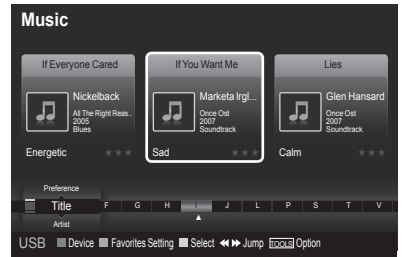 Music
If Everyone Cared
Nickelback
All The Right Reas..
2005
Blues
Energetic
If You Want Me
Marketa Irgl...
Once Ost
2007
Soundtrack
Sad
Lies
Glen Hansard
Once Ost
2007
Soundtrack
Calm
Preference
Title F G H I J L P S T V
Artist
USB Device Favorites Setting Select Jump TOOLS Option